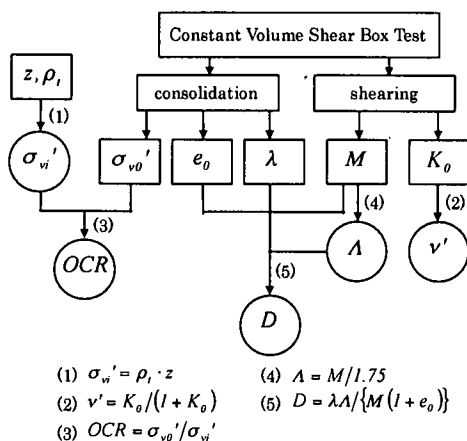 Constant Volume Shear Box Test
z, ρt
consolidation
shearing
(1)
σvi'
σv0'
e0
λ
M
K0
(4)
(2)
(3)
OCR
(5)
Λ
ν'
D
(1) σvi' = ρt · z
(2) ν' = K0/(1 + K0)
(3) OCR = σv0'/σvi'
(4) Λ = M/1.75
(5) D = λΛ/{M(1 + e0)}